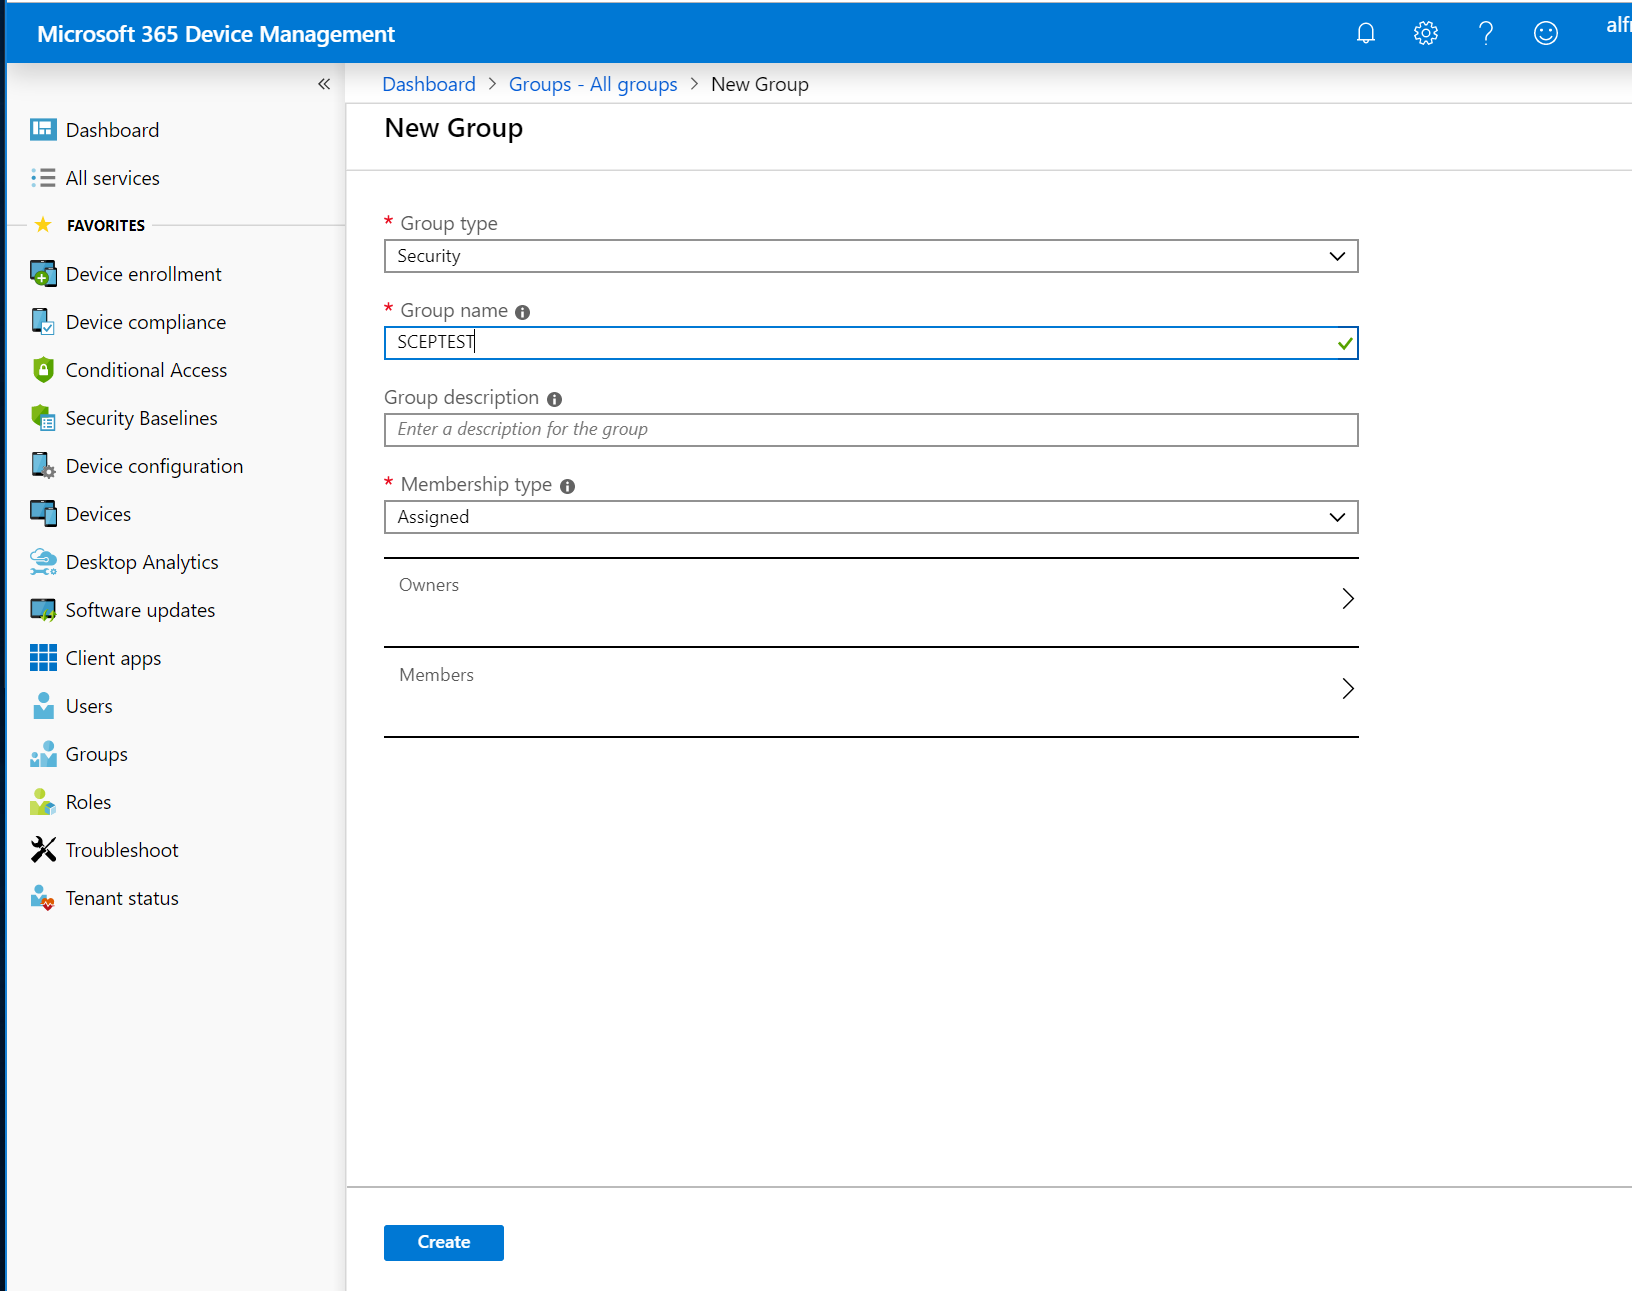 Microsoft 365 Device Management
alfr
Dashboard > Groups - All groups > New Group
New Group
Dashboard
All services
FAVORITES
Device enrollment
Device compliance
Conditional Access
Security Baselines
Device configuration
Devices
Desktop Analytics
Software updates
Client apps
Users
Groups
Roles
Troubleshoot
Tenant status
* Group type
Security
* Group name
SCEPTEST
Group description
Enter a description for the group
* Membership type
Assigned
Owners
Members
Create